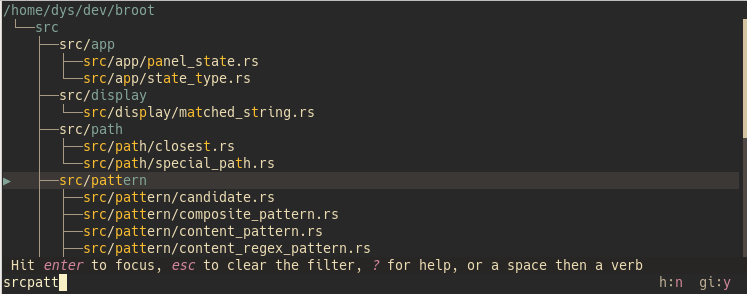 /home/dys/dev/broot
src
src/app
src/app/panel_state.rs
src/app/state_type.rs
src/display
src/display/matched_string.rs
src/path
src/path/closest.rs
src/path/special_path.rs
src/pattern
src/pattern/candidate.rs
src/pattern/composite_pattern.rs
src/pattern/content_pattern.rs
src/pattern/content_regex_pattern.rs
Hit enter to focus, esc to clear the filter, ? for help, or a space then a verb
srcpatt h:n gi:y